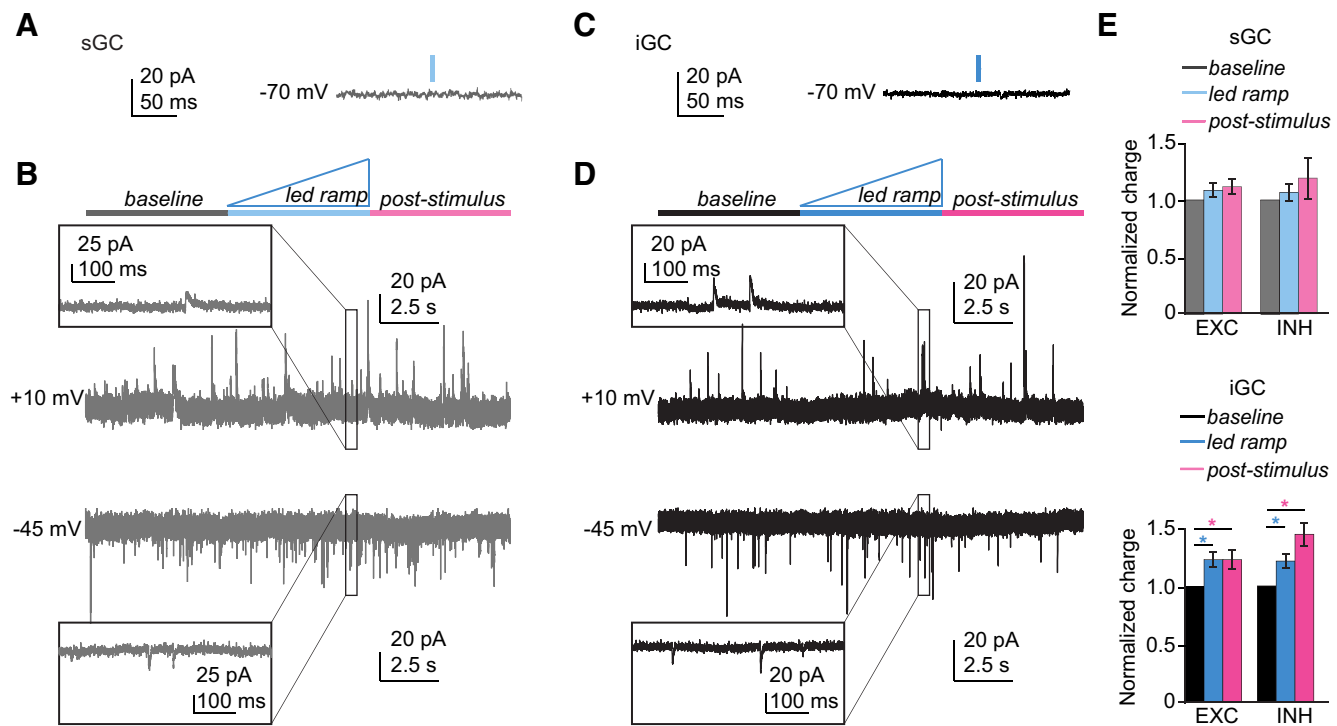 A
sGC
20 pA
50 ms
-70 mV
B
baseline
led ramp
post-stimulus
25 pA
100 ms
20 pA
2.5 s
+10 mV
-45 mV
25 pA
100 ms
20 pA
2.5 s
C
iGC
20 pA
50 ms
-70 mV
D
baseline
led ramp
post-stimulus
20 pA
100 ms
20 pA
2.5 s
+10 mV
-45 mV
20 pA
100 ms
20 pA
2.5 s
E
sGC
baseline
led ramp
post-stimulus
Normalized charge
1.5
1.0
0.5
0
EXC INH
iGC
baseline
led ramp
post-stimulus
Normalized charge
* * * *
1.5
1.0
0.5
0
EXC INH